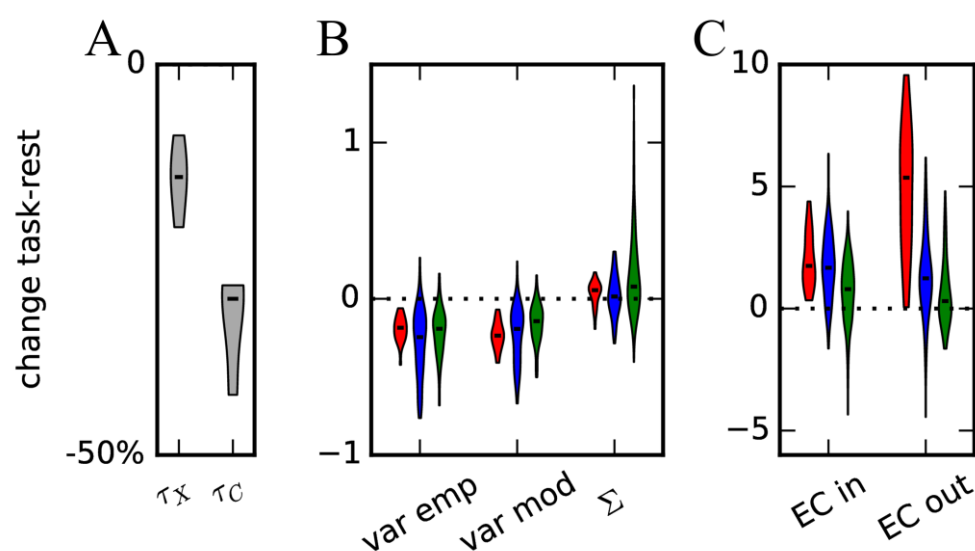 A
B
C
change task-rest
0
-50%
τX
τC
1
0
−1
var emp
var mod
Σ
10
5
0
−5
EC in
EC out